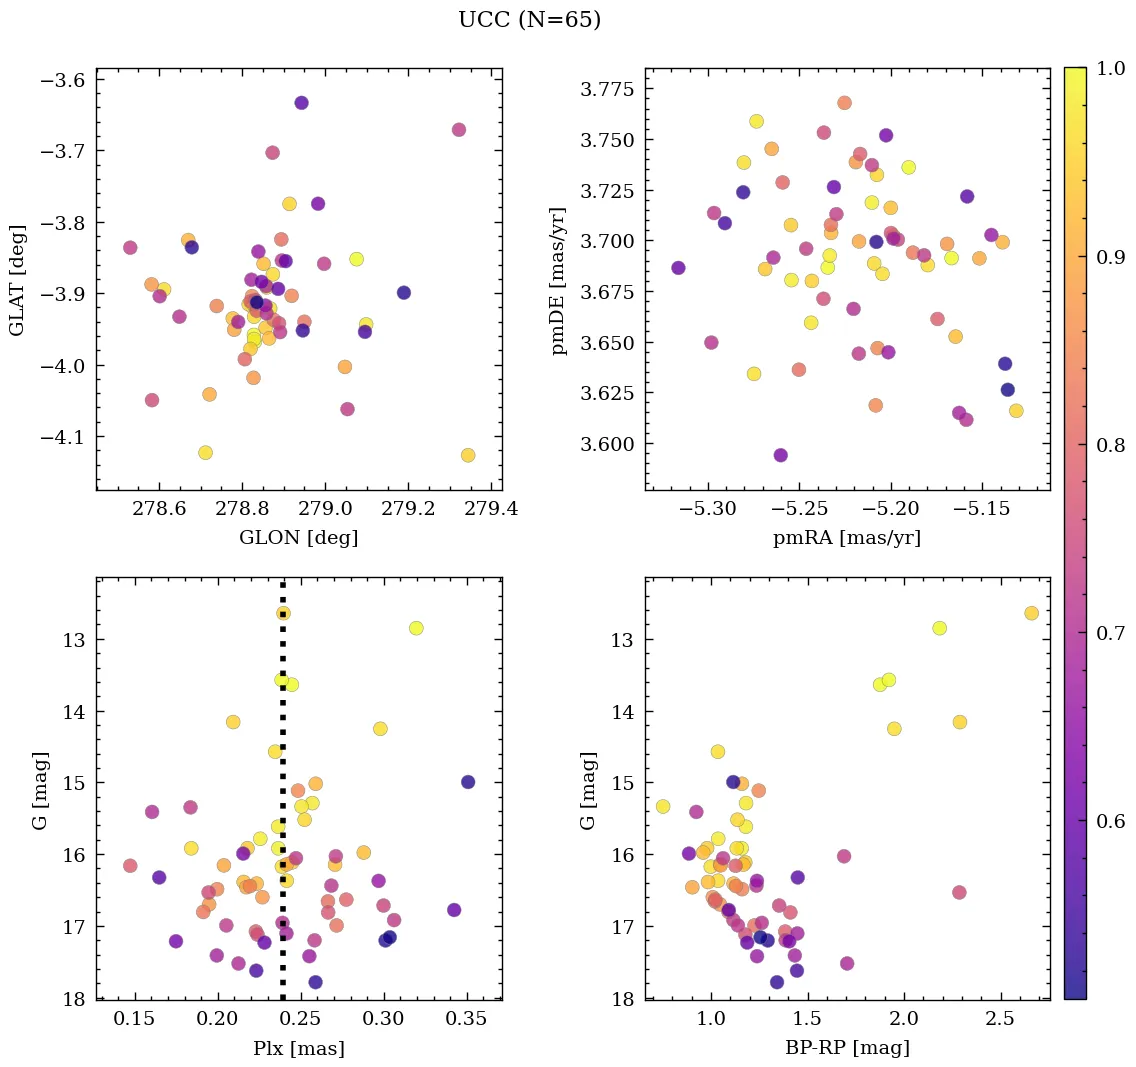 UCC (N=65)
−3.6
−3.7
−3.8
−3.9
−4.0
−4.1
GLAT [deg]
278.6 278.8 279.0 279.2 279.4
GLON [deg]
3.775
3.750
3.725
3.700
3.675
3.650
3.625
3.600
pmDE [mas/yr]
−5.30 −5.25 −5.20 −5.15
pmRA [mas/yr]
1.0
0.9
0.8
0.7
0.6
13
14
15
16
17
18
G [mag]
0.15 0.20 0.25 0.30 0.35
Plx [mas]
13
14
15
16
17
18
G [mag]
1.0 1.5 2.0 2.5
BP-RP [mag]